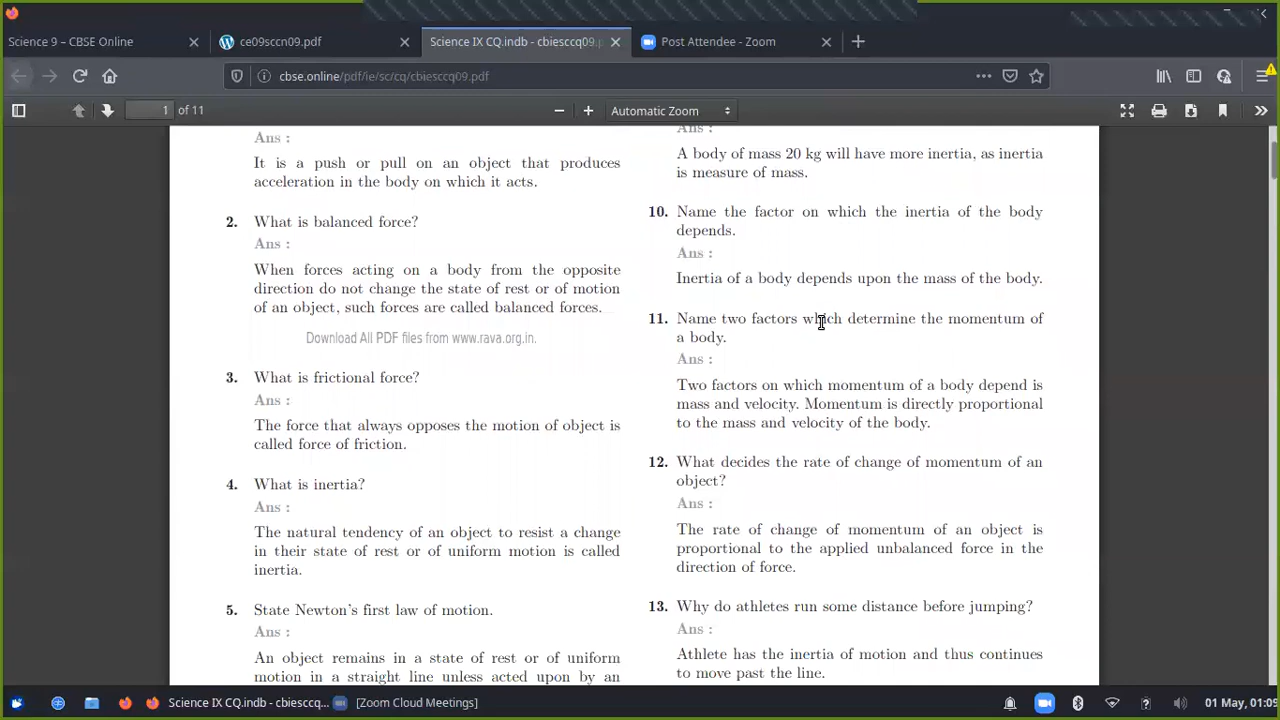 Science 9 – CBSE Online
ce09sccn09.pdf
Science IX CQ.indb - cbiesccq09.p
Post Attendee - Zoom
cbse.online/pdf/ie/sc/cq/cbiesccq09.pdf
1 of 11
Automatic Zoom
Ans :
It is a push or pull on an object that produces
acceleration in the body on which it acts.
2. What is balanced force?
Ans :
When forces acting on a body from the opposite
direction do not change the state of rest or of motion
of an object, such forces are called balanced forces.
Download All PDF files from www.rava.org.in.
3. What is frictional force?
Ans :
The force that always opposes the motion of object is
called force of friction.
4. What is inertia?
Ans :
The natural tendency of an object to resist a change
in their state of rest or of uniform motion is called
inertia.
5. State Newton's first law of motion.
Ans :
An object remains in a state of rest or of uniform
motion in a straight line unless acted upon by an
Ans :
A body of mass 20 kg will have more inertia, as inertia
is measure of mass.
10. Name the factor on which the inertia of the body
depends.
Ans :
Inertia of a body depends upon the mass of the body.
11. Name two factors which determine the momentum of
a body.
Ans :
Two factors on which momentum of a body depend is
mass and velocity. Momentum is directly proportional
to the mass and velocity of the body.
12. What decides the rate of change of momentum of an
object?
Ans :
The rate of change of momentum of an object is
proportional to the applied unbalanced force in the
direction of force.
13. Why do athletes run some distance before jumping?
Ans :
Athlete has the inertia of motion and thus continues
to move past the line.
Science IX CQ.indb - cbiesccq...
[Zoom Cloud Meetings]
01 May, 01:09